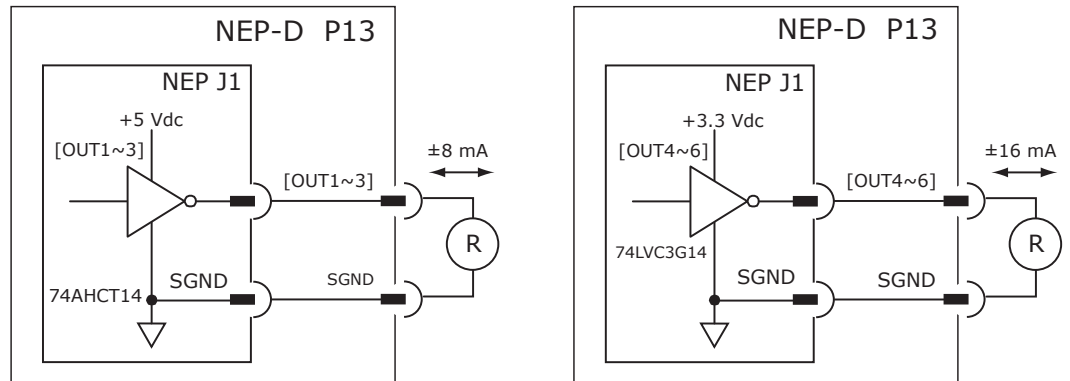 NEP-D P13
NEP J1
+5 Vdc
[OUT1~3]
±8 mA
[OUT1~3]
R
74AHCT14
SGND
SGND
NEP-D P13
NEP J1
+3.3 Vdc
[OUT4~6]
±16 mA
[OUT4~6]
R
74LVC3G14
SGND
SGND